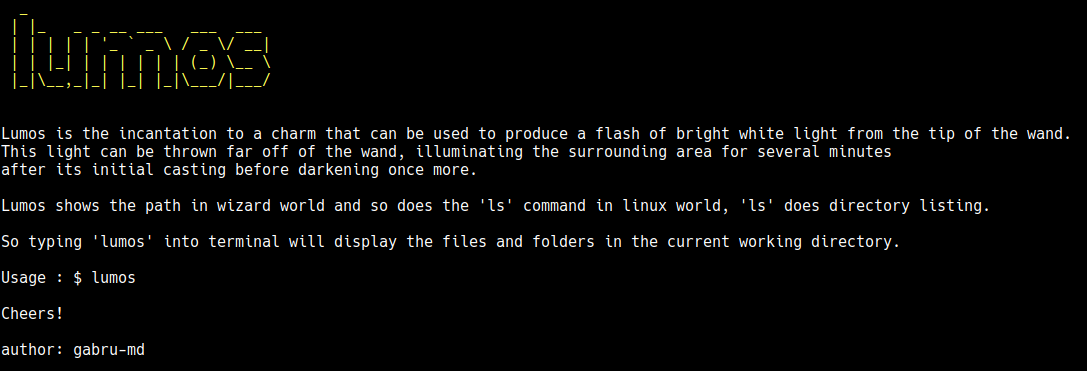 lumos
Lumos is the incantation to a charm that can be used to produce a flash of bright white light from the tip of the wand.
This light can be thrown far off of the wand, illuminating the surrounding area for several minutes
after its initial casting before darkening once more.
Lumos shows the path in wizard world and so does the 'ls' command in linux world, 'ls' does directory listing.
So typing 'lumos' into terminal will display the files and folders in the current working directory.
Usage : $ lumos
Cheers!
author: gabru-md